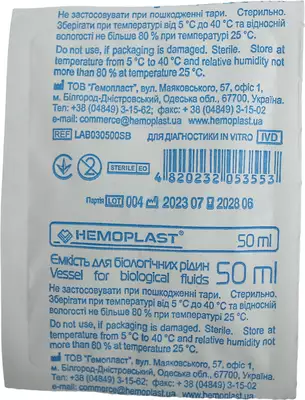 Не застосовувати при пошкодженні тари. Стерильно.
Зберігати при температурі від 5 °C до 40 °C та відносній
вологості не більше 80 % при температурі 25 °C.
Do not use, if packaging is damaged. Sterile. Store at
temperature from 5 °C to 40 °C and relative humidity not
more than 80 % at temperature 25 °C.
ТОВ "Гемопласт", вул. Маяковського, 57, офіс 1,
м. Білгород-Дністровський, Одеська обл., 67700, Україна.
Тел: +38 (04849) 3-15-62; факс: +38 (04849) 3-15-02
e-mail: commerce@hemoplast.ua hemoplast.ua
REF LAB030500SB ДЛЯ ДІАГНОСТИКИ IN VITRO IVD
2 STERILE EO
4 820232 053553
Партія LOT 004 2023 07 2028 06
HEMOPLAST® 50 ml
Ємкість для біологічних рідин 50 ml
Vessel for biological fluids
Не застосовувати при пошкодженні тари. Стерильно.
Зберігати при температурі від 5 °C до 40 °C та відносній
вологості не більше 80 % при температурі 25 °C.
Do not use, if packaging is damaged. Sterile. Store at
temperature from 5 °C to 40 °C and relative humidity not
more than 80 % at temperature 25 °C.
ТОВ "Гемопласт", вул. Маяковського, 57, офіс 1,
м. Білгород-Дністровський, Одеська обл., 67700, Україна.
Тел: +38 (04849) 3-15-62; факс: +38 (04849) 3-15-02
e-mail: commerce@hemoplast.ua hemoplast.ua